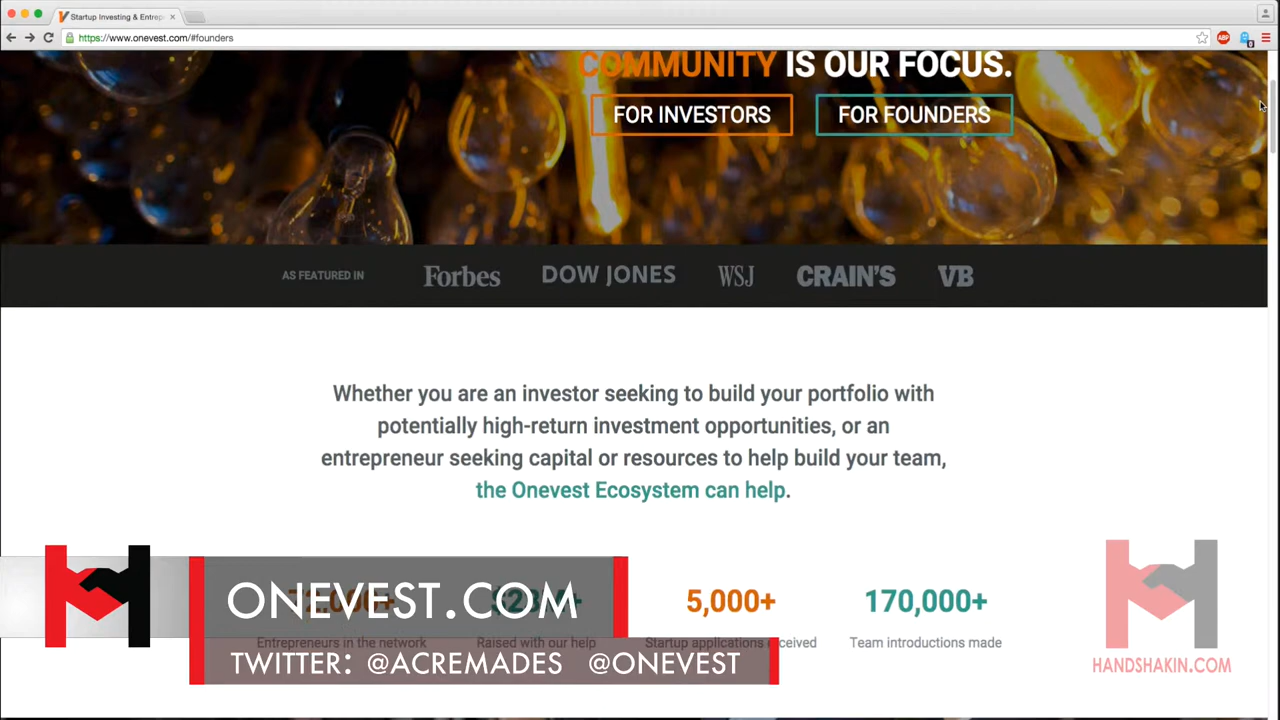 Startup Investing & Entrep
https://www.onevest.com/#founders
ABP
COMMUNITY IS OUR FOCUS.
FOR INVESTORS
FOR FOUNDERS
AS FEATURED IN
Forbes
DOW JONES
WSJ
CRAIN'S
VB
Whether you are an investor seeking to build your portfolio with
potentially high-return investment opportunities, or an
entrepreneur seeking capital or resources to help build your team,
the Onevest Ecosystem can help.
ONEVEST.COM
5,000+
170,000+
Entrepreneurs in the network
Raised with our help
Startup applications received
Team introductions made
TWITTER: @ACREMADES @ONEVEST
HANDSHAKIN.COM